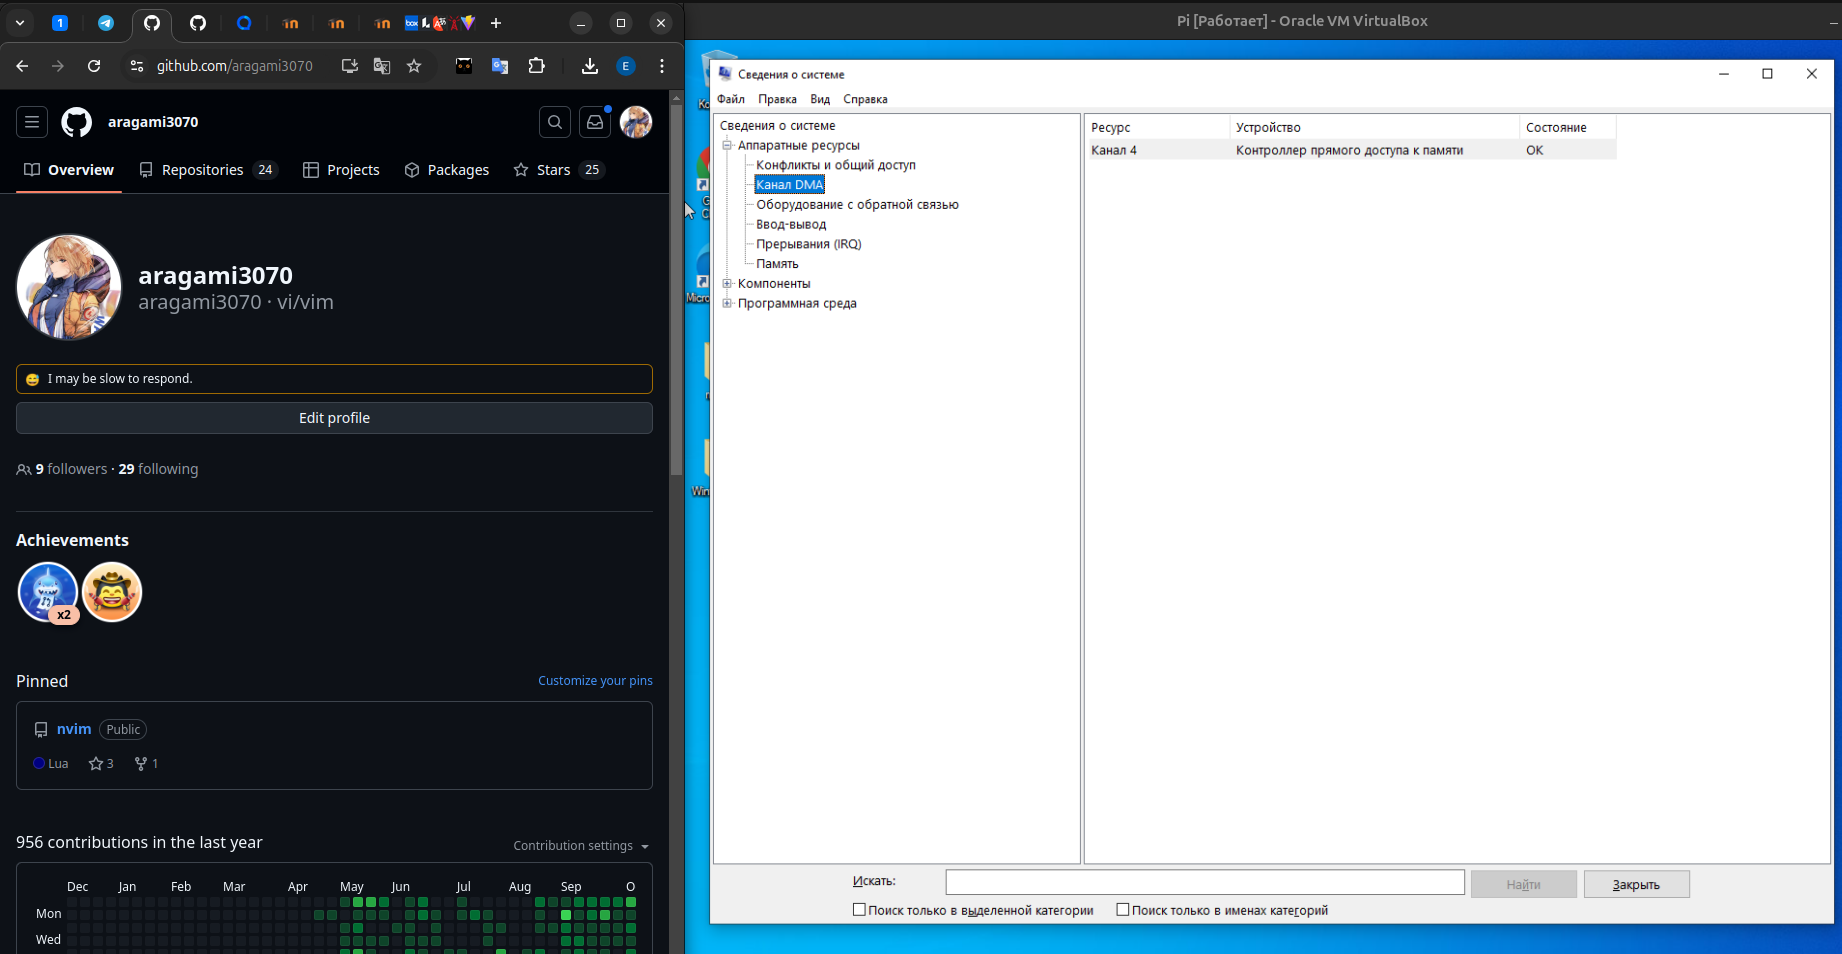 1
github.com/aragami3070
E
aragami3070
Overview
Repositories 24
Projects
Packages
Stars 25
aragami3070
aragami3070 · vi/vim
I may be slow to respond.
Edit profile
9 followers · 29 following
Achievements
x2
Pinned
Customize your pins
nvim Public
Lua 3 1
956 contributions in the last year
Contribution settings
Dec Jan Feb Mar Apr May Jun Jul Aug Sep O
Mon
Wed
Pi [Работает] - Oracle VM VirtualBox
Сведения о системе
Файл Правка Вид Справка
Сведения о системе
Аппаратные ресурсы
Конфликты и общий доступ
Канал DMA
Оборудование с обратной связью
Ввод-вывод
Прерывания (IRQ)
Память
Компоненты
Программная среда
Ресурс Устройство Состояние
Канал 4 Контроллер прямого доступа к памяти ОК
Искать:
Найти
Закрыть
Поиск только в выделенной категории
Поиск только в именах категорий